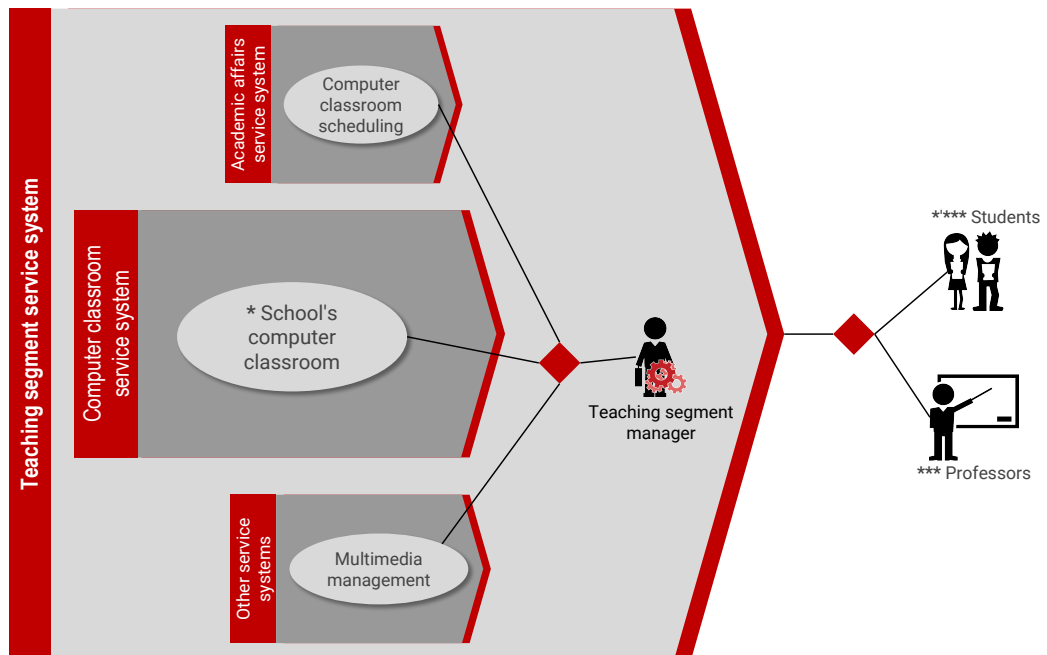 Teaching segment service system
Academic affairs
service system
Computer
classroom
scheduling
Computer classroom
service system
* School's
computer
classroom
Other service
systems
Multimedia
management
Teaching segment
manager
*'*** Students
*** Professors